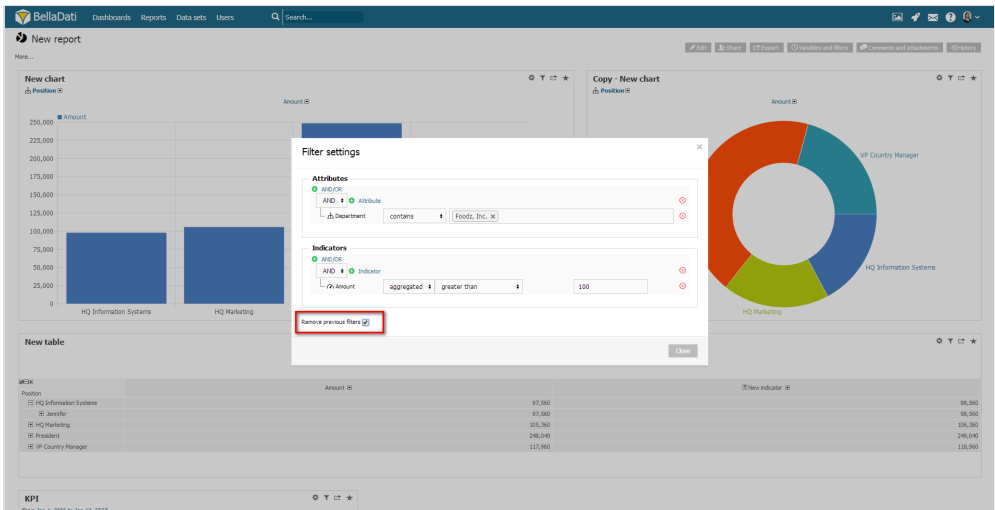 BellaDati Dashboards Reports Data sets Users Search...
New report
Edit Share Export Variables and filters Comments and attachments History
More...
New chart
Position
Amount
Amount
250,000
225,000
200,000
175,000
150,000
125,000
100,000
75,000
50,000
25,000
0
HQ Information Systems HQ Marketing
Copy - New chart
Position
Amount
VP Country Manager
HQ Information Systems
HQ Marketing
Filter settings
Attributes
AND/OR
AND Attribute
Department contains Foodz, Inc. x
Indicators
AND/OR
AND Indicator
Amount aggregated greater than 100
Remove previous filters
Close
New table
Position Amount New indicator
HQ Information Systems 97,560 98,560
Jennifer 97,560 98,560
HQ Marketing 105,360 106,360
President 248,040 249,040
VP Country Manager 117,960 118,960
KPI